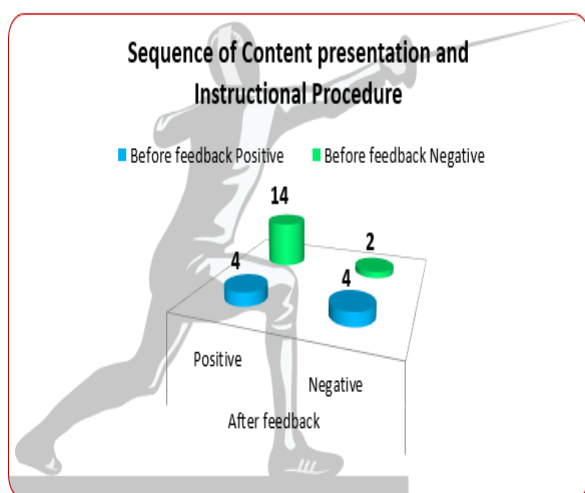 Sequence of Content presentation and
Instructional Procedure
Before feedback Positive Before feedback Negative
14
2
4 4
Positive
Negative
After feedback